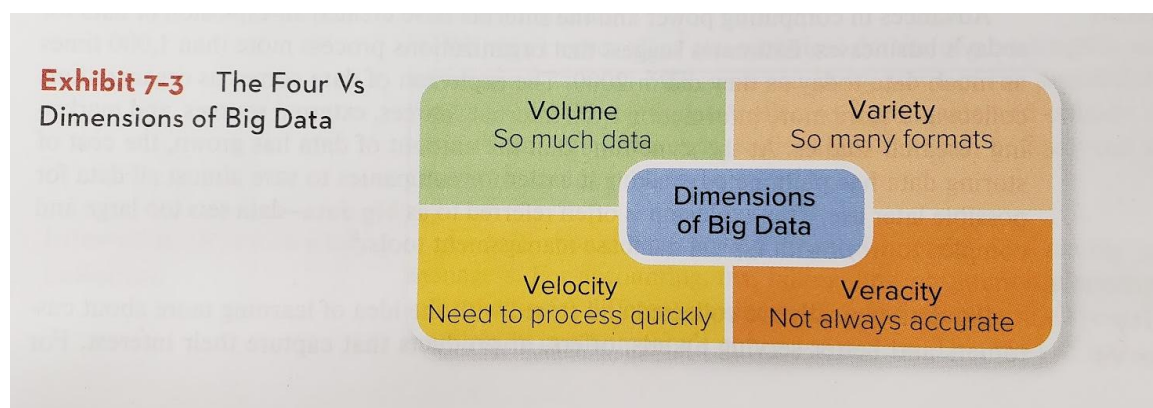 Exhibit 7-3 The Four Vs
Dimensions of Big Data
Volume
So much data
Variety
So many formats
Dimensions
of Big Data
Velocity
Need to process quickly
Veracity
Not always accurate